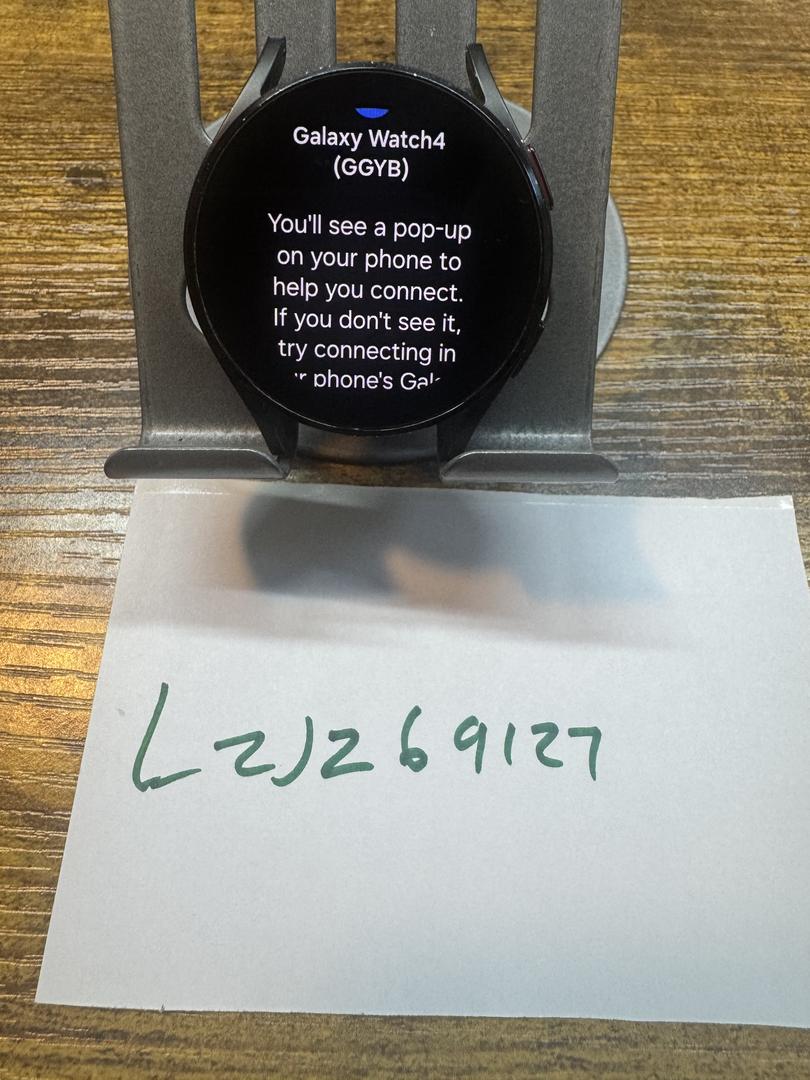 Galaxy Watch4
(GGYB)
You'll see a pop-up
on your phone to
help you connect.
If you don't see it,
try connecting in
phone's
LZJZ69127